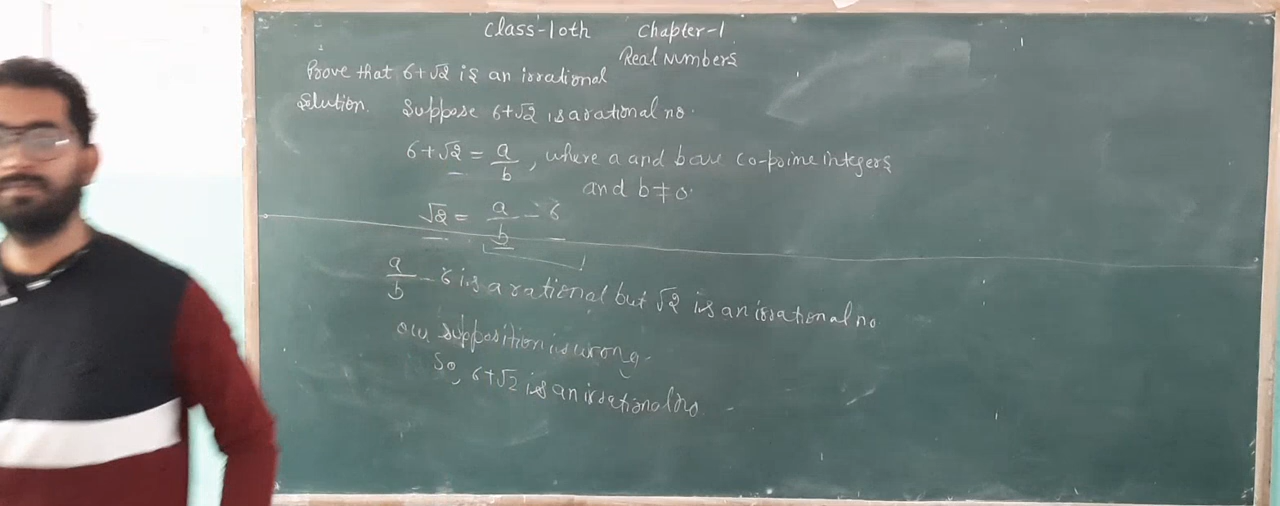 Class-10th Chapter-1
Real Numbers
Prove that 6+√2 is an irrational
Solution. Suppose 6+√2 is a rational no.
6+√2 = a/b, where a and b are co-prime integers
and b≠0.
√2 = a/b - 6
a/b - 6 is a rational but √2 is an irrational no
our supposition is wrong.
So, 6+√2 is an irrational no.